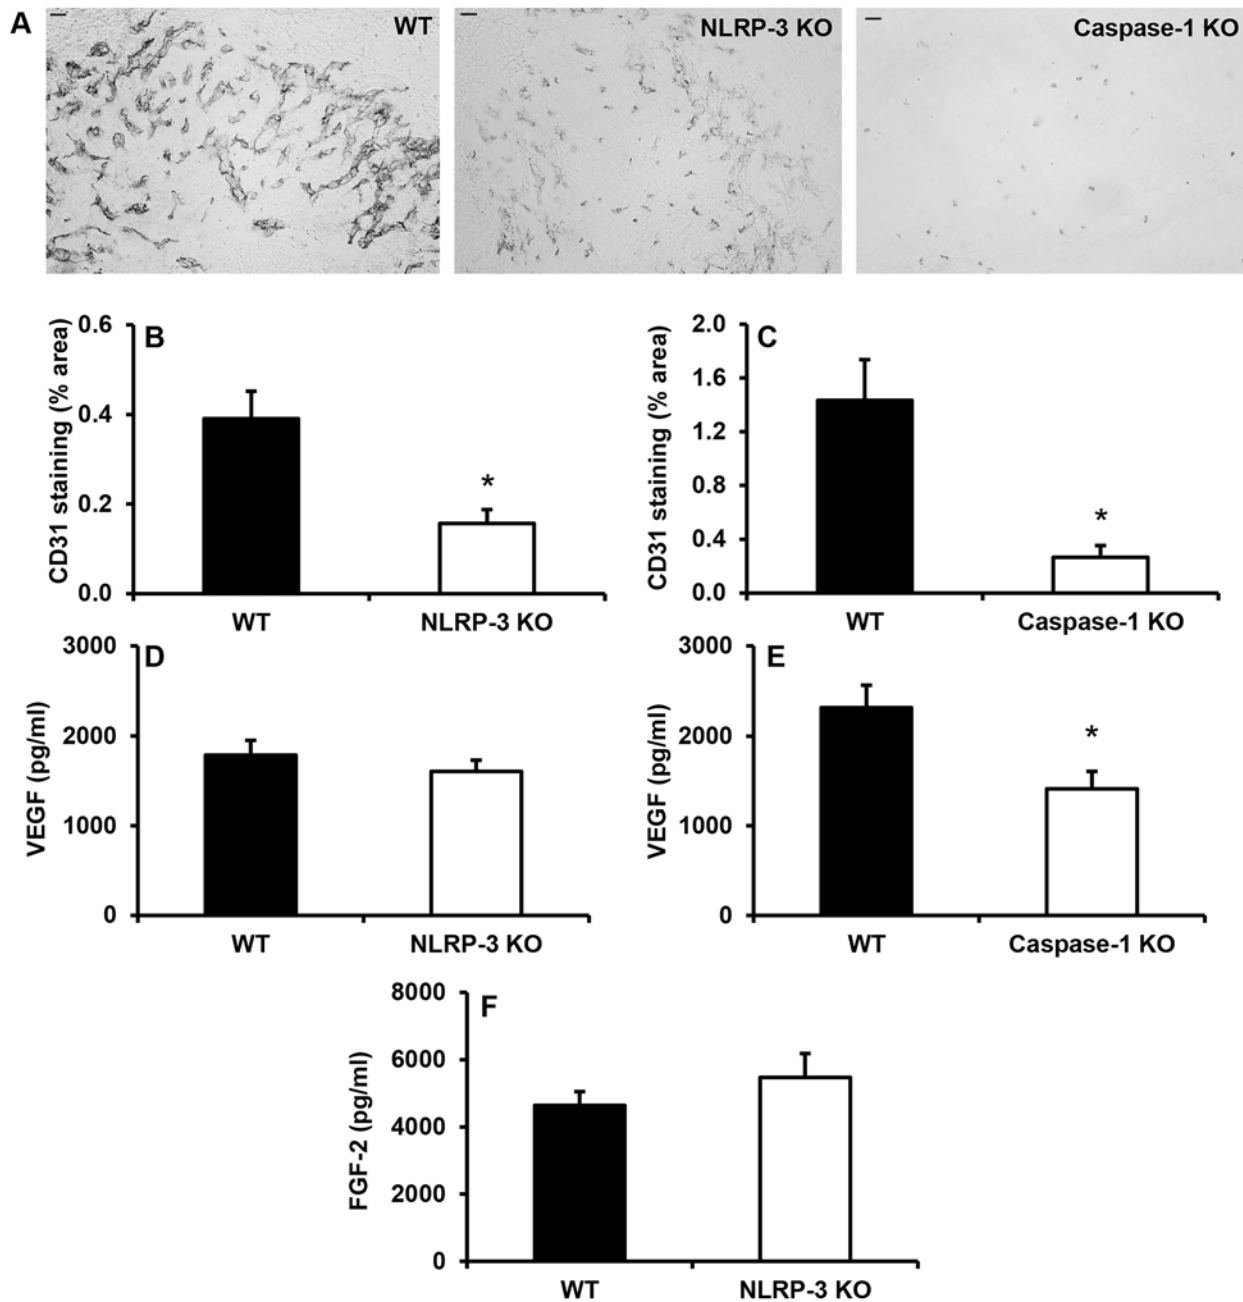 A
WT
NLRP-3 KO
Caspase-1 KO
B
CD31 staining (% area)
0.6
0.4
0.2
0.0
WT
NLRP-3 KO
*
C
CD31 staining (% area)
2.0
1.6
1.2
0.8
0.4
0.0
WT
Caspase-1 KO
*
D
VEGF (pg/ml)
3000
2000
1000
0
WT
NLRP-3 KO
E
VEGF (pg/ml)
3000
2000
1000
0
WT
Caspase-1 KO
*
F
FGF-2 (pg/ml)
8000
6000
4000
2000
0
WT
NLRP-3 KO